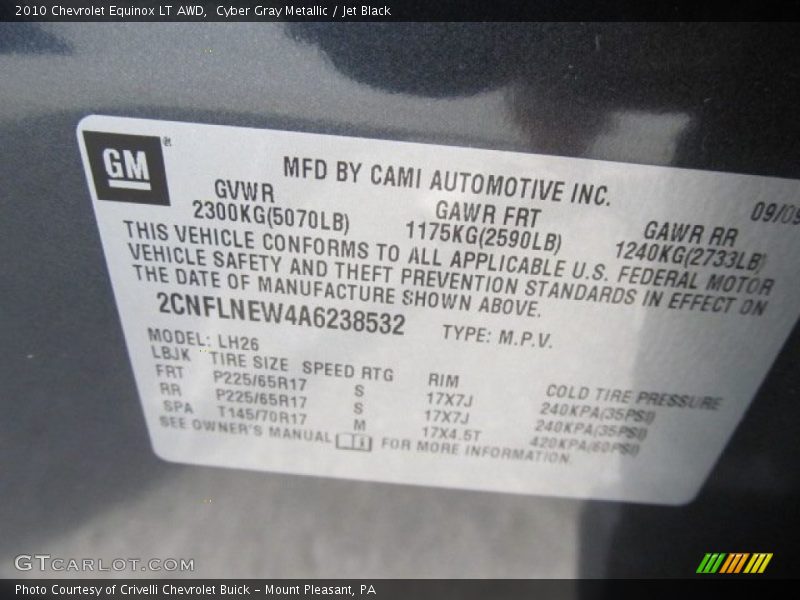 2010 Chevrolet Equinox LT AWD,  Cyber Gray Metallic / Jet Black
GM®
MFD BY CAMI AUTOMOTIVE INC.
09/09
GVWR GAWR FRT GAWR RR
2300KG(5070LB) 1175KG(2590LB) 1240KG(2733LB)
THIS VEHICLE CONFORMS TO ALL APPLICABLE U.S. FEDERAL MOTOR
VEHICLE SAFETY AND THEFT PREVENTION STANDARDS IN EFFECT ON
THE DATE OF MANUFACTURE SHOWN ABOVE.
2CNFLNEW4A6238532 TYPE: M.P.V.
MODEL: LH26
LBJK TIRE SIZE SPEED RTG RIM COLD TIRE PRESSURE
FRT P225/65R17 S 17X7J 240KPA(35PSI)
RR P225/65R17 S 17X7J 240KPA(35PSI)
SPA T145/70R17 M 17X4.5T 420KPA(60PSI)
SEE OWNER'S MANUAL i FOR MORE INFORMATION.
GTCARLOT.COM
Photo Courtesy of Crivelli Chevrolet Buick - Mount Pleasant, PA